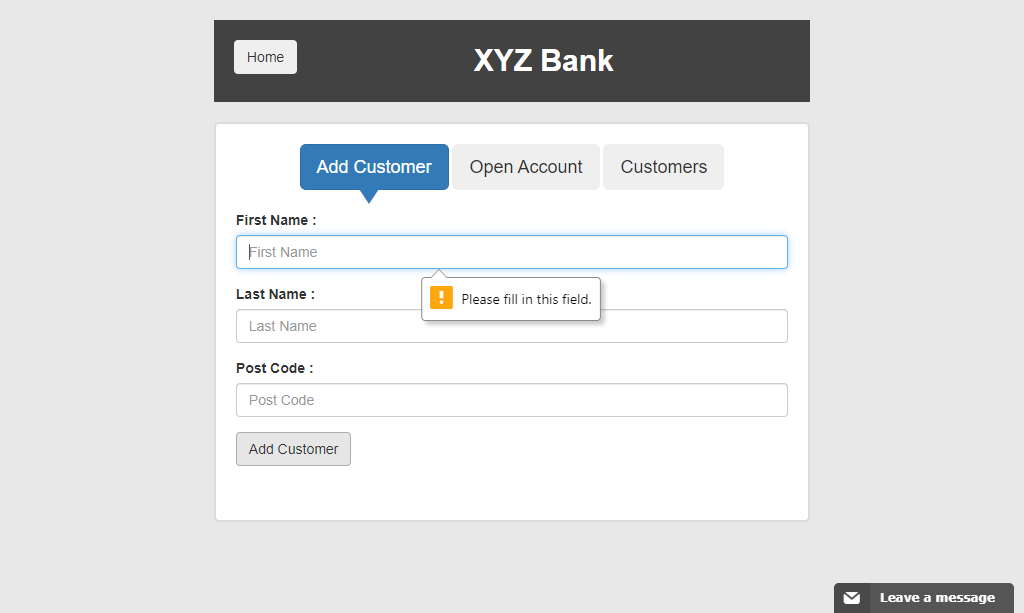 Home
XYZ Bank
Add Customer
Open Account
Customers
First Name :
First Name
Please fill in this field.
Last Name :
Last Name
Post Code :
Post Code
Add Customer
Leave a message